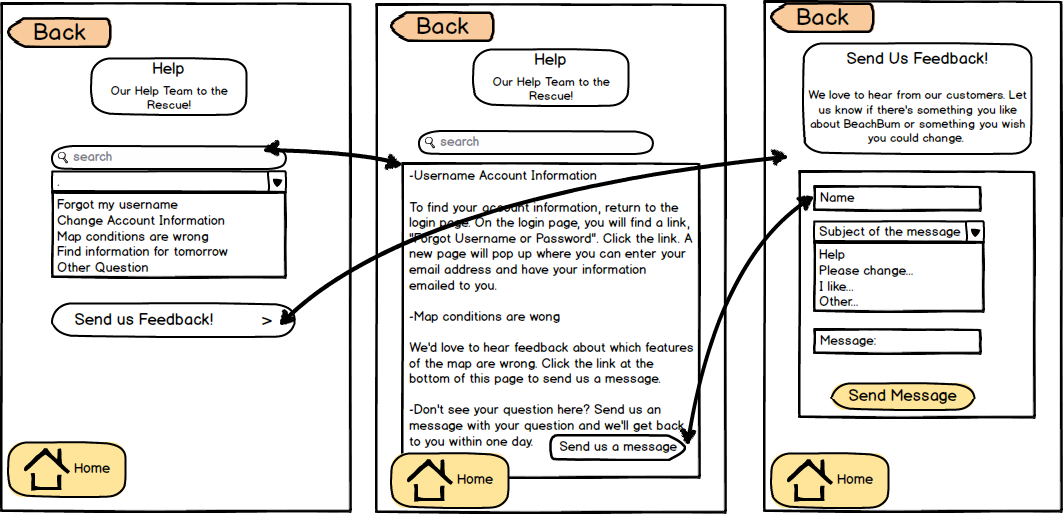 Back
Help
Our Help Team to the
Rescue!
search
.
Forgot my username
Change Account Information
Map conditions are wrong
Find information for tomorrow
Other Question
Send us Feedback! >
Home
Back
Help
Our Help Team to the
Rescue!
search
-Username Account Information
To find your account information, return to the
login page. On the login page, you will find a link,
"Forgot Username or Password". Click the link. A
new page will pop up where you can enter your
email address and have your information
emailed to you.
-Map conditions are wong
We'd love to hear feedback about which features
of the map are wrong. Click the link at the
bottom of this page to send us a message.
-Don't see your question here? Send us an
message with your question and we'll get back
to you within one day.
Send us a message
Home
Back
Send Us Feedback!
We love to hear from our customers. Let
us know if there's something you like
about BeachBum or something you wish
you could change.
Name
Subject of the message
Help
Please change...
I like...
Other...
Message:
Send Message
Home